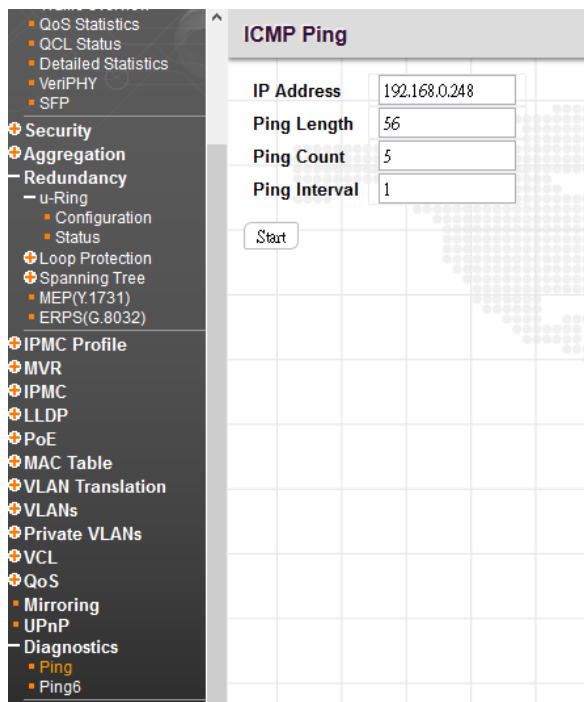 QoS Statistics
QCL Status
Detailed Statistics
VeriPHY
SFP
Security
Aggregation
Redundancy
u-Ring
Configuration
Status
Loop Protection
Spanning Tree
MEP(Y.1731)
ERPS(G.8032)
IPMC Profile
MVR
IPMC
LLDP
PoE
MAC Table
VLAN Translation
VLANs
Private VLANs
VCL
QoS
Mirroring
UPnP
Diagnostics
Ping
Ping6
ICMP Ping
IP Address 192.168.0.248
Ping Length 56
Ping Count 5
Ping Interval 1
Start